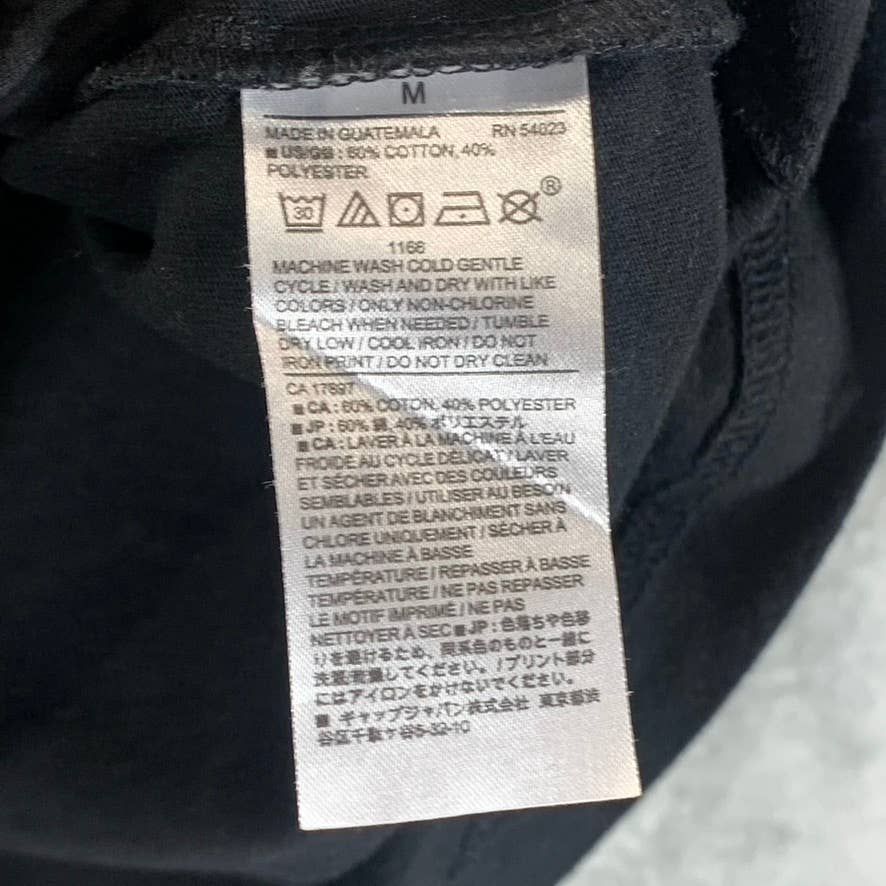 M
MADE IN GUATEMALA RN 54023
■ US/GB : 60% COTTON, 40%
POLYESTER
30 ®
1166
MACHINE WASH COLD GENTLE
CYCLE / WASH AND DRY WITH LIKE
COLORS / ONLY NON-CHLORINE
BLEACH WHEN NEEDED / TUMBLE
DRY LOW / COOL IRON / DO NOT
IRON PRINT / DO NOT DRY CLEAN
CA 17897
■ CA : 60% COTON, 40% POLYESTER
■ JP : 60% 綿, 40% ポリエステル
■ CA : LAVER À LA MACHINE À L'EAU
FROIDE AU CYCLE DÉLICAT / LAVER
ET SÉCHER AVEC DES COULEURS
SEMBLABLES / UTILISER AU BESOIN
UN AGENT DE BLANCHIMENT SANS
CHLORE UNIQUEMENT / SÉCHER À
LA MACHINE À BASSE
TEMPÉRATURE / REPASSER À BASSE
TEMPÉRATURE / NE PAS REPASSER
LE MOTIF IMPRIMÉ / NE PAS
NETTOYER À SEC ■ JP : 色落ちや色移
りを避けるため、同系色のものと一緒に
洗濯/乾燥してください。/プリント部分
にはアイロンをかけないでください。
■ ギャップジャパン株式会社 東京都渋
谷区千駄ヶ谷5-32-10